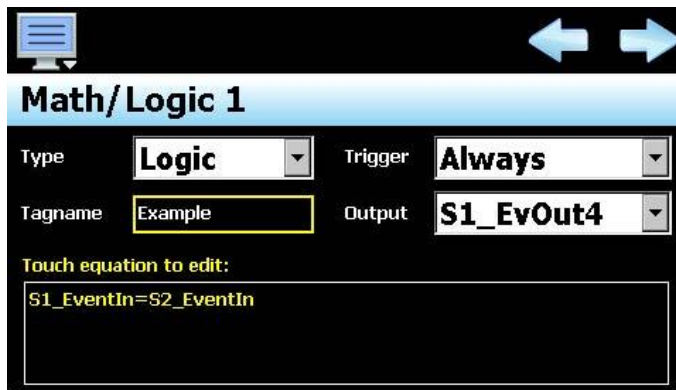 Math/Logic 1
Type Logic Trigger Always
Tagname Example Output S1_EvOut4
Touch equation to edit:
S1_EventIn=S2_EventIn